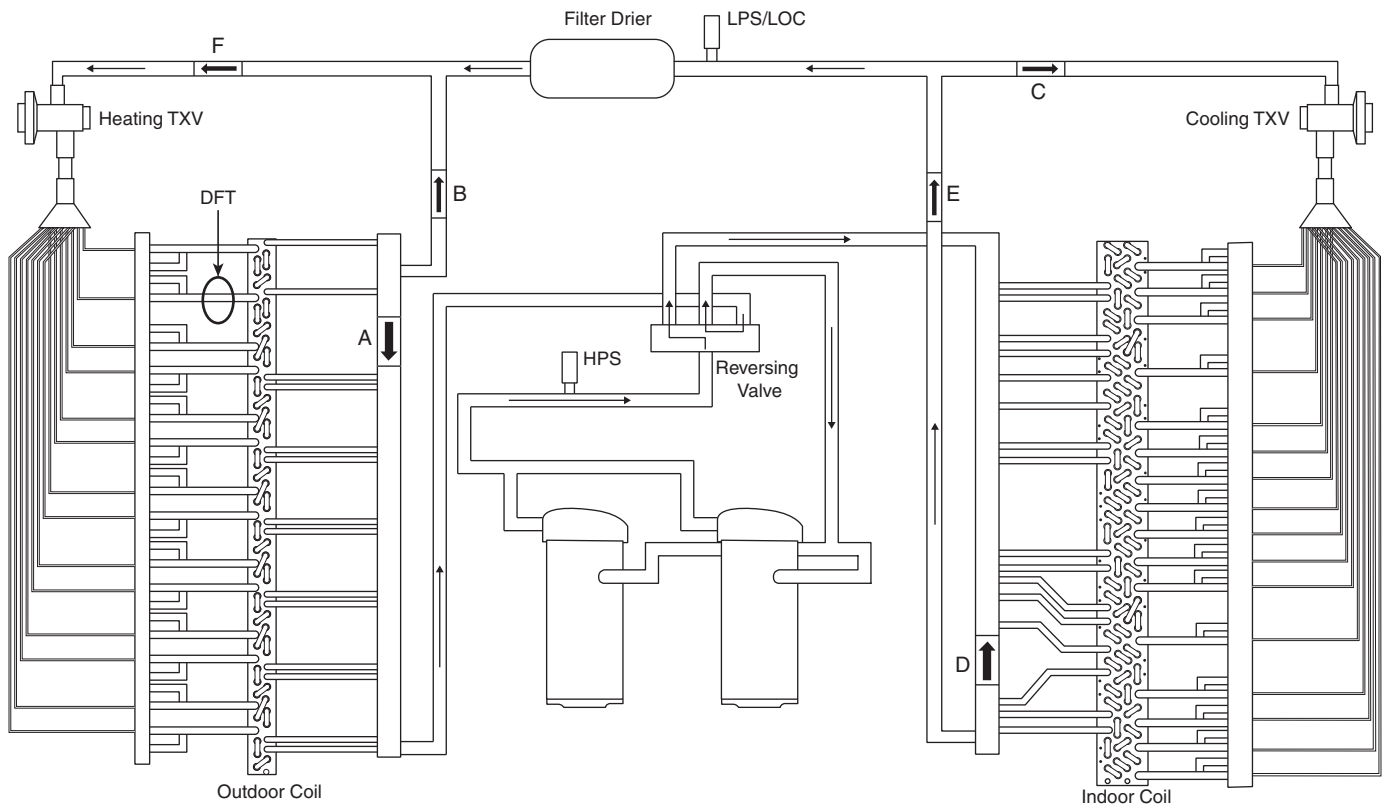 Filter Drier
LPS/LOC
F
C
Heating TXV
Cooling TXV
DFT
B
E
A
HPS
Reversing
Valve
D
Outdoor Coil
Indoor Coil